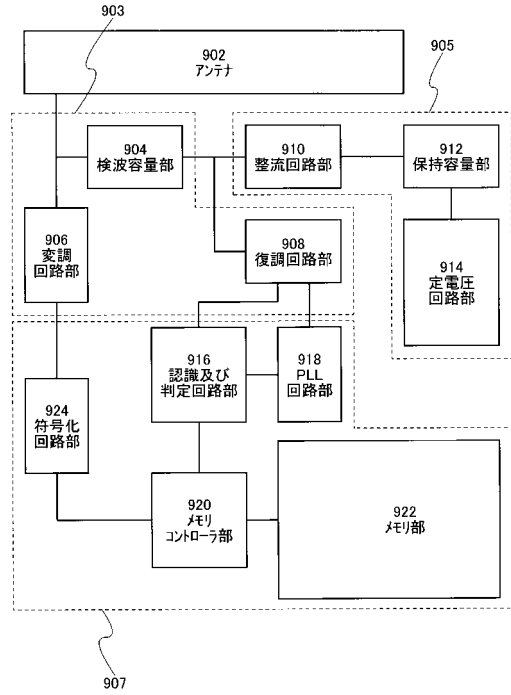 903
902
アンテナ
905
904
検波容量部
910
整流回路部
912
保持容量部
906
変調
回路部
908
復調回路部
914
定電圧
回路部
916
認識及び
判定回路部
918
PLL
回路部
924
符号化
回路部
920
メモリ
コントローラ部
922
メモリ部
907